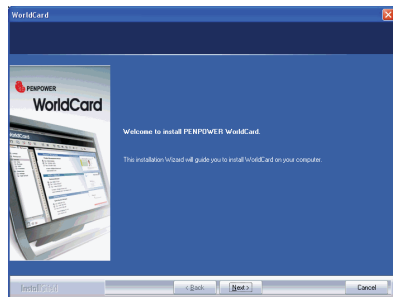 WorldCard
PENPOWER
WorldCard
Welcome to install PENPOWER WorldCard.
This installation Wizard will guide you to install WorldCard on your computer.
InstallShield
< Back
Next >
Cancel